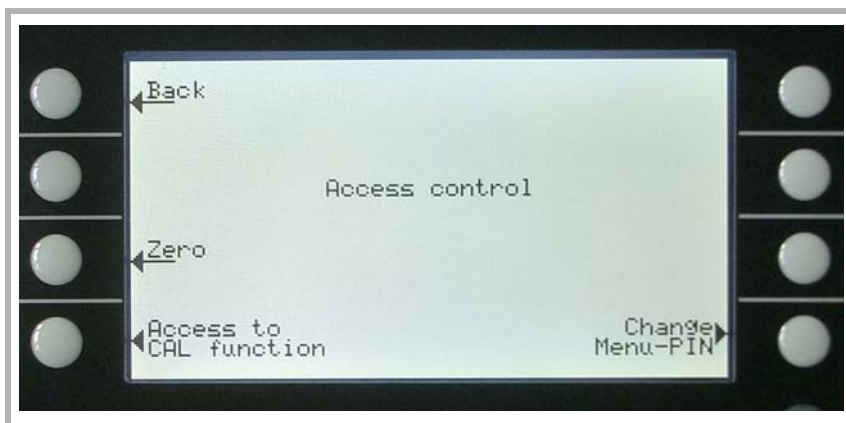 Back
Access control
Zero
Access to
CAL function
Change
Menu-PIN